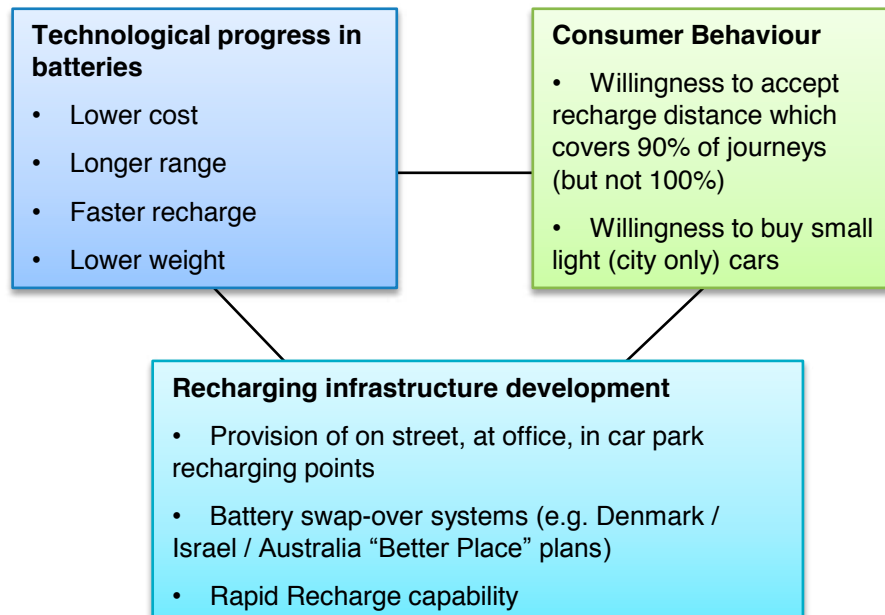 Technological progress in
batteries
• Lower cost
• Longer range
• Faster recharge
• Lower weight
Consumer Behaviour
• Willingness to accept
recharge distance which
covers 90% of journeys
(but not 100%)
• Willingness to buy small
light (city only) cars
Recharging infrastructure development
• Provision of on street, at office, in car park
recharging points
• Battery swap-over systems (e.g. Denmark /
Israel / Australia “Better Place” plans)
• Rapid Recharge capability